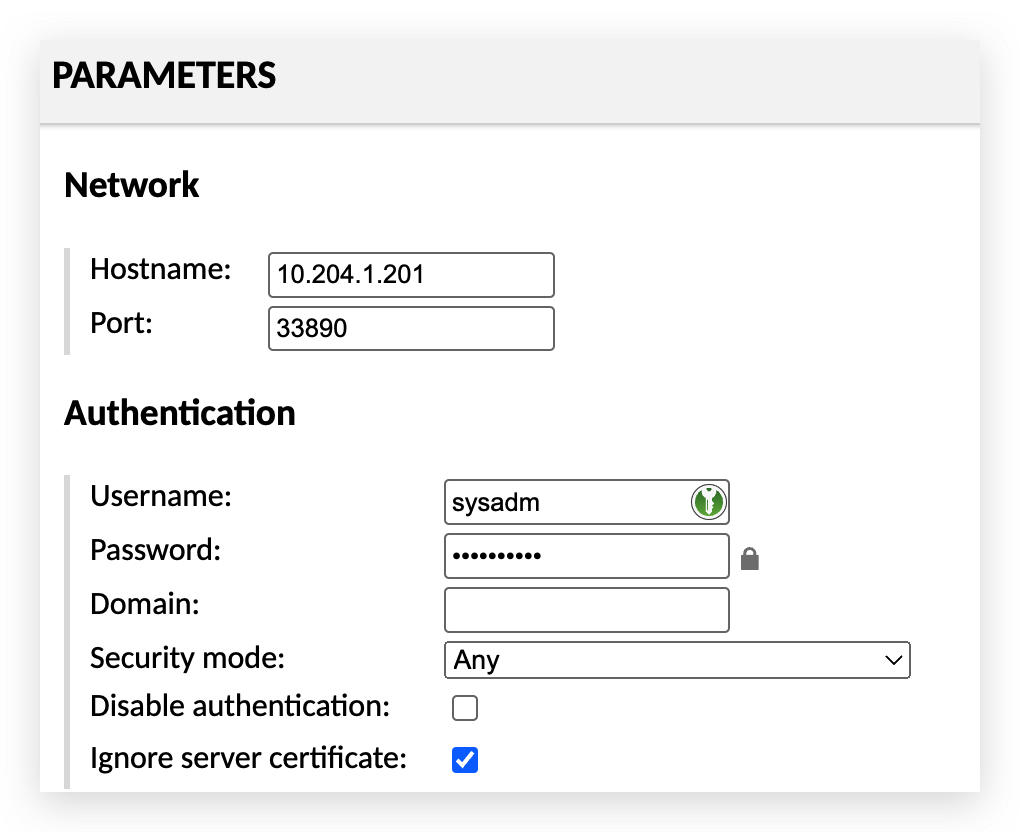 PARAMETERS
Network
Hostname: 10.204.1.201
Port: 33890
Authentication
Username: sysadm
Password: ••••••••••
Domain:
Security mode: Any
Disable authentication:
Ignore server certificate: